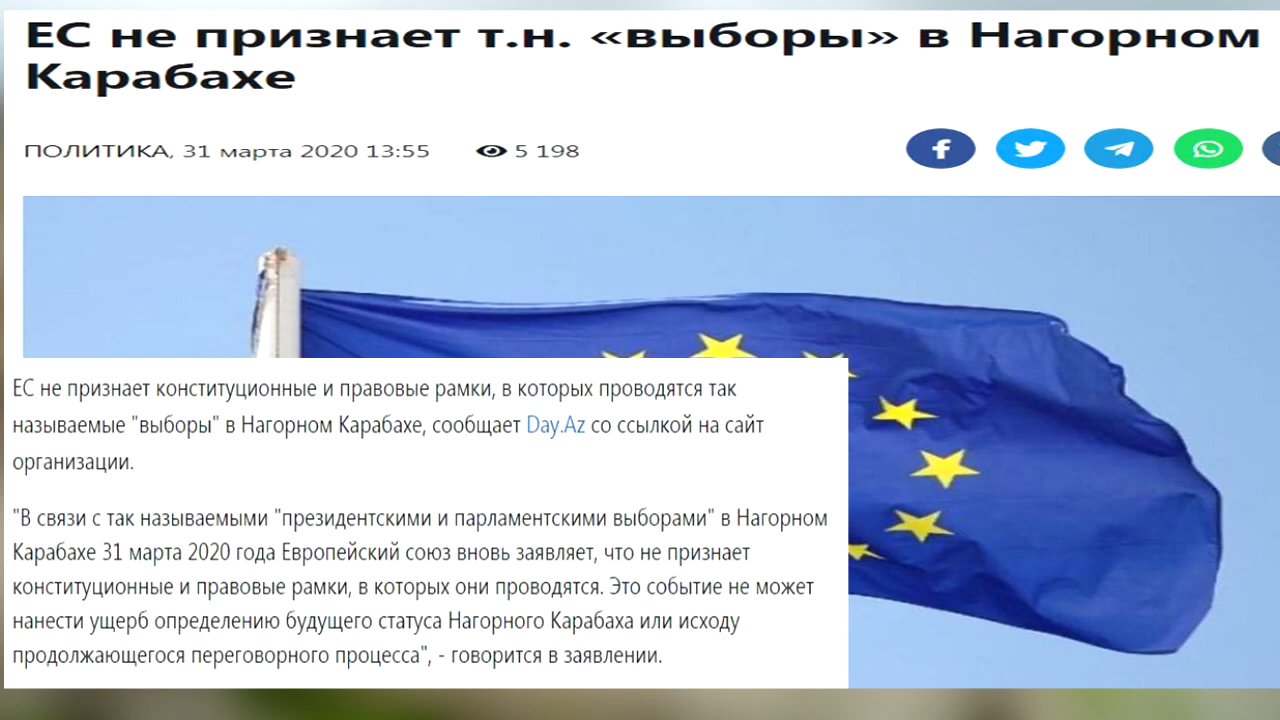 ЕС не признает т.н. «выборы» в Нагорном
Карабахе
ПОЛИТИКА, 31 марта 2020 13:55 5 198
ЕС не признает конституционные и правовые рамки, в которых проводятся так
называемые "выборы" в Нагорном Карабахе, сообщает Day.Az со ссылкой на сайт
организации.
"В связи с так называемыми "президентскими и парламентскими выборами" в Нагорном
Карабахе 31 марта 2020 года Европейский союз вновь заявляет, что не признает
конституционные и правовые рамки, в которых они проводятся. Это событие не может
нанести ущерб определению будущего статуса Нагорного Карабаха или исходу
продолжающегося переговорного процесса", - говорится в заявлении.